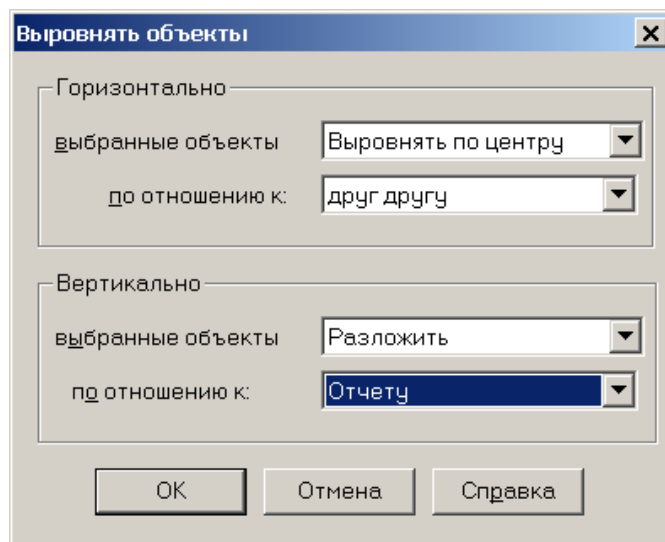 Выровнять объекты
Горизонтально
выбранные объекты Выровнять по центру
по отношению к: друг другу
Вертикально
выбранные объекты Разложить
по отношению к: Отчету
ОК Отмена Справка